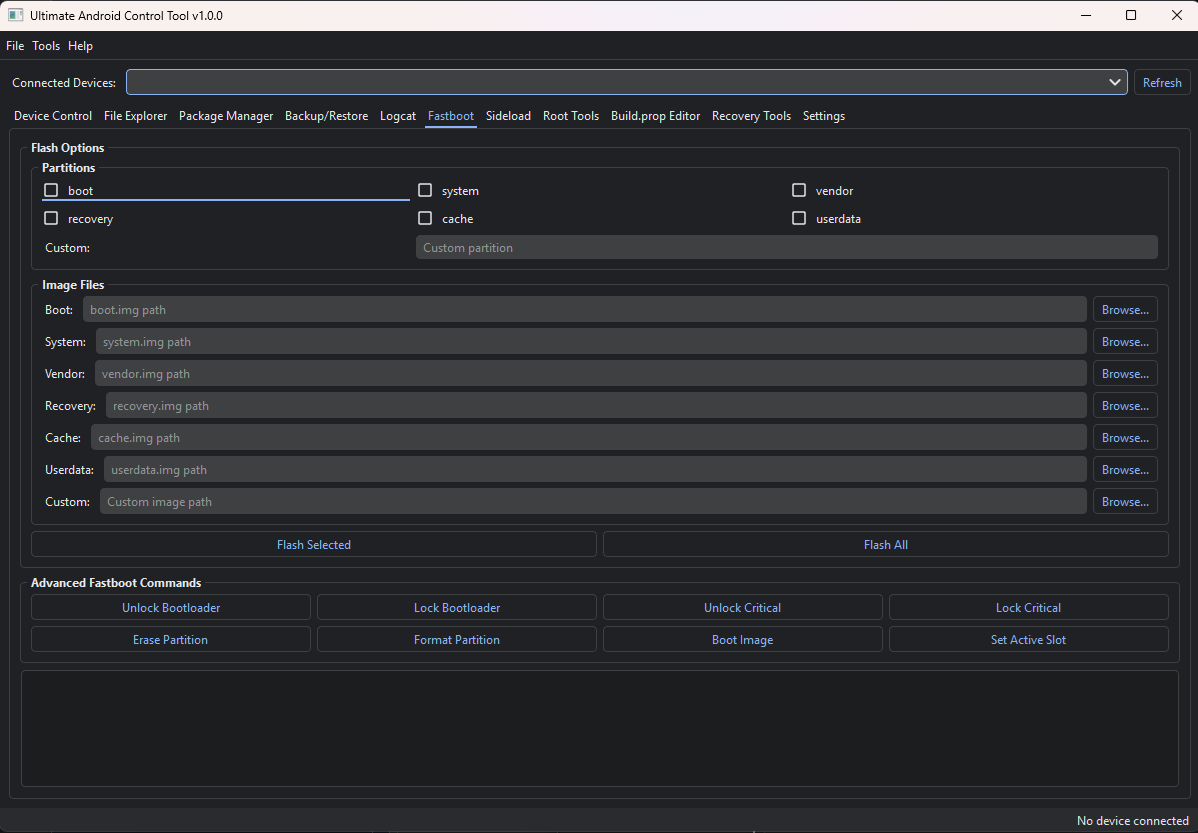 Ultimate Android Control Tool v1.0.0
File Tools Help
Connected Devices: Refresh
Device Control File Explorer Package Manager Backup/Restore Logcat Fastboot Sideload Root Tools Build.prop Editor Recovery Tools Settings
Flash Options
Partitions
boot system vendor
recovery cache userdata
Custom: Custom partition
Image Files
Boot: boot.img path Browse...
System: system.img path Browse...
Vendor: vendor.img path Browse...
Recovery: recovery.img path Browse...
Cache: cache.img path Browse...
Userdata: userdata.img path Browse...
Custom: Custom image path Browse...
Flash Selected Flash All
Advanced Fastboot Commands
Unlock Bootloader Lock Bootloader Unlock Critical Lock Critical
Erase Partition Format Partition Boot Image Set Active Slot
No device connected